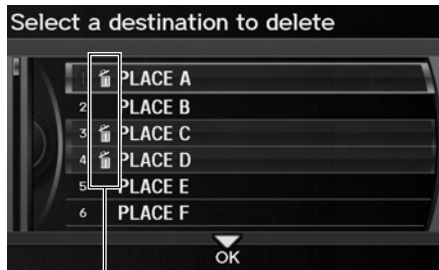 Select a destination to delete
1 PLACE A
2 PLACE B
3 PLACE C
4 PLACE D
5 PLACE E
6 PLACE F
OK